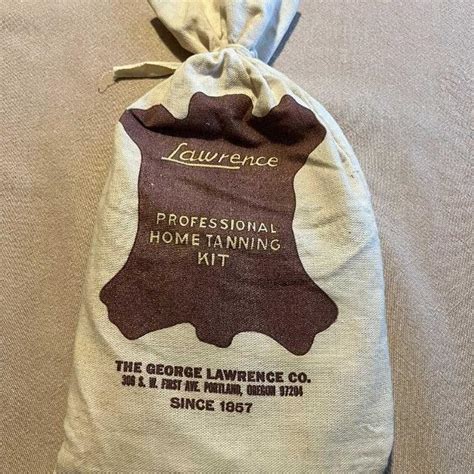 Lawrence
PROFESSIONAL
HOME TANNING
KIT
THE GEORGE LAWRENCE CO.
306 S. W. FIRST AVE. PORTLAND, OREGON 97204
SINCE 1857